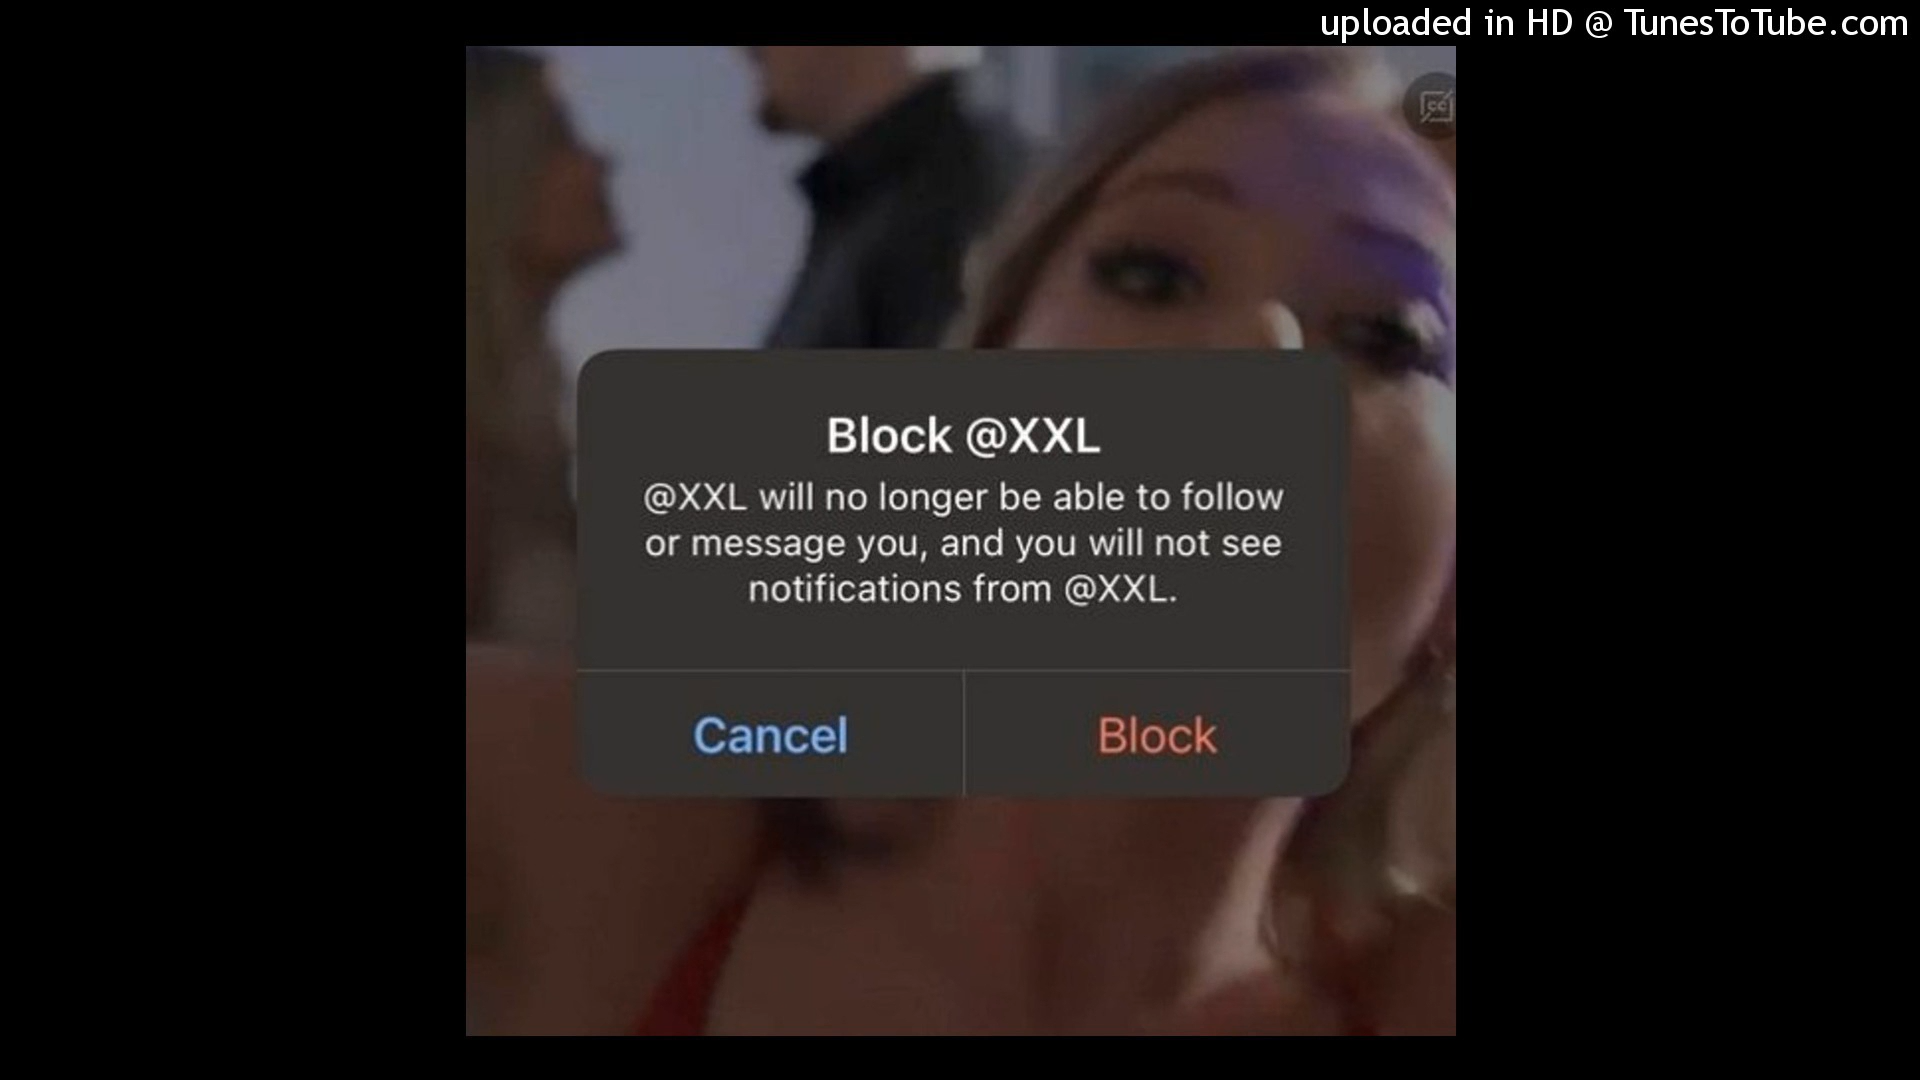 uploaded in HD @ TunesToTube.com
CC
Block @XXL
@XXL will no longer be able to follow
or message you, and you will not see
notifications from @XXL.
Cancel
Block